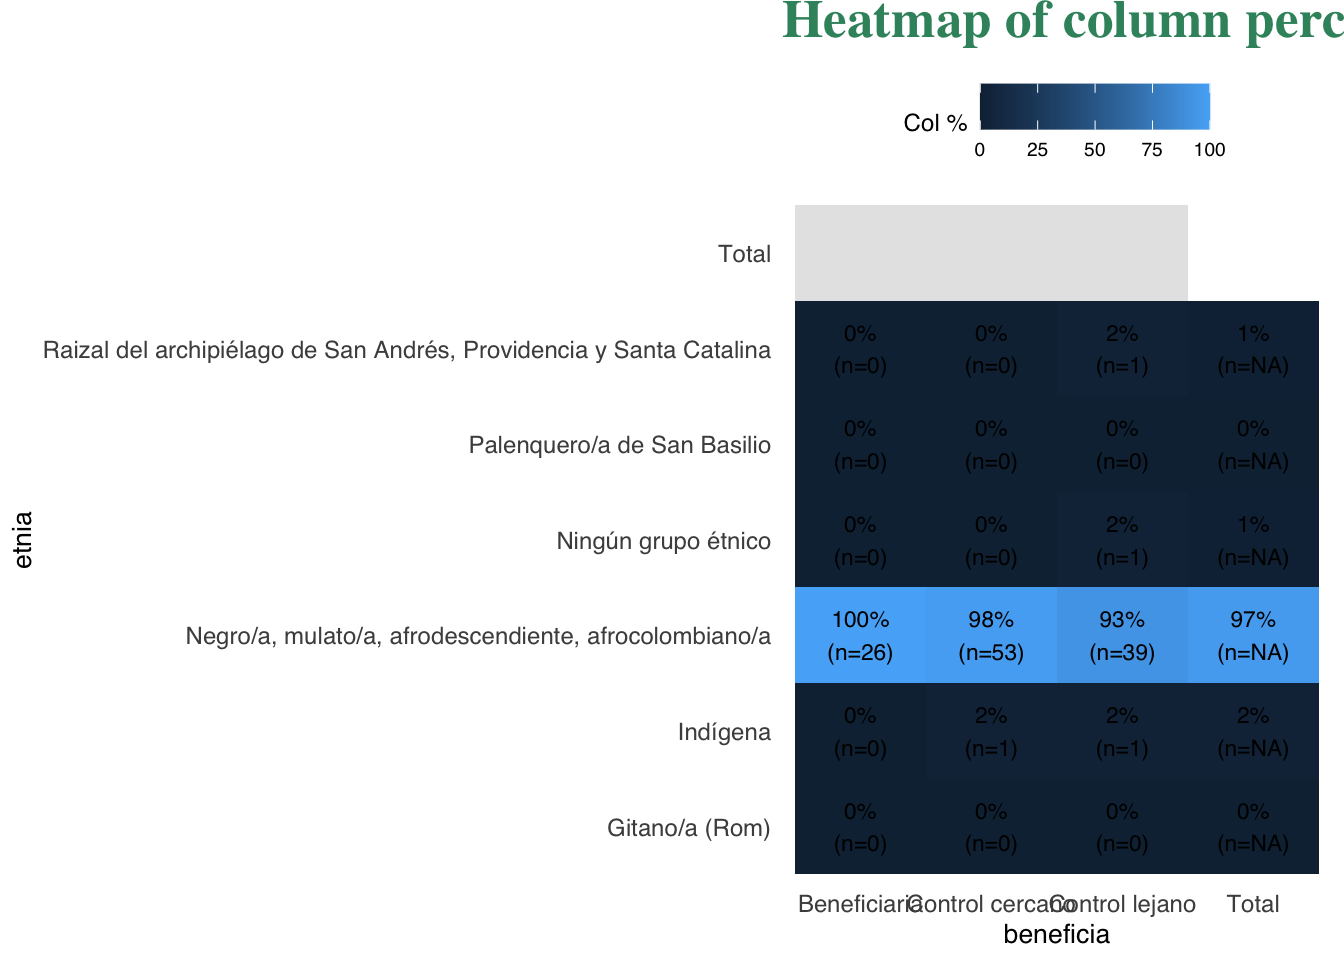 Heatmap of column perc
Col %
0 25 50 75 100
Total
Raizal del archipiélago de San Andrés, Providencia y Santa Catalina
0% 0% 2% 1%
(n=0) (n=0) (n=1) (n=NA)
Palenquero/a de San Basilio
0% 0% 0% 0%
(n=0) (n=0) (n=0) (n=NA)
Ningún grupo étnico
0% 0% 2% 1%
(n=0) (n=0) (n=1) (n=NA)
etnia
Negro/a, mulato/a, afrodescendiente, afrocolombiano/a
100% 98% 93% 97%
(n=26) (n=53) (n=39) (n=NA)
Indígena
0% 2% 2% 2%
(n=0) (n=1) (n=1) (n=NA)
Gitano/a (Rom)
0% 0% 0% 0%
(n=0) (n=0) (n=0) (n=NA)
Beneficiaria Control cercano Control lejano Total
beneficia